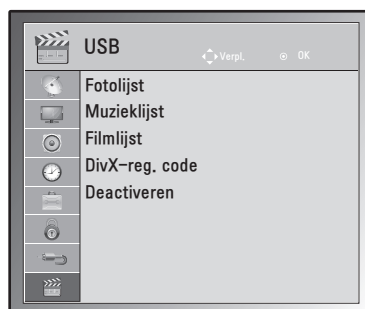 USB
Verpl. OK
Fotolijst
Muzieklijst
Filmlijst
DivX-reg. code
Deactiveren